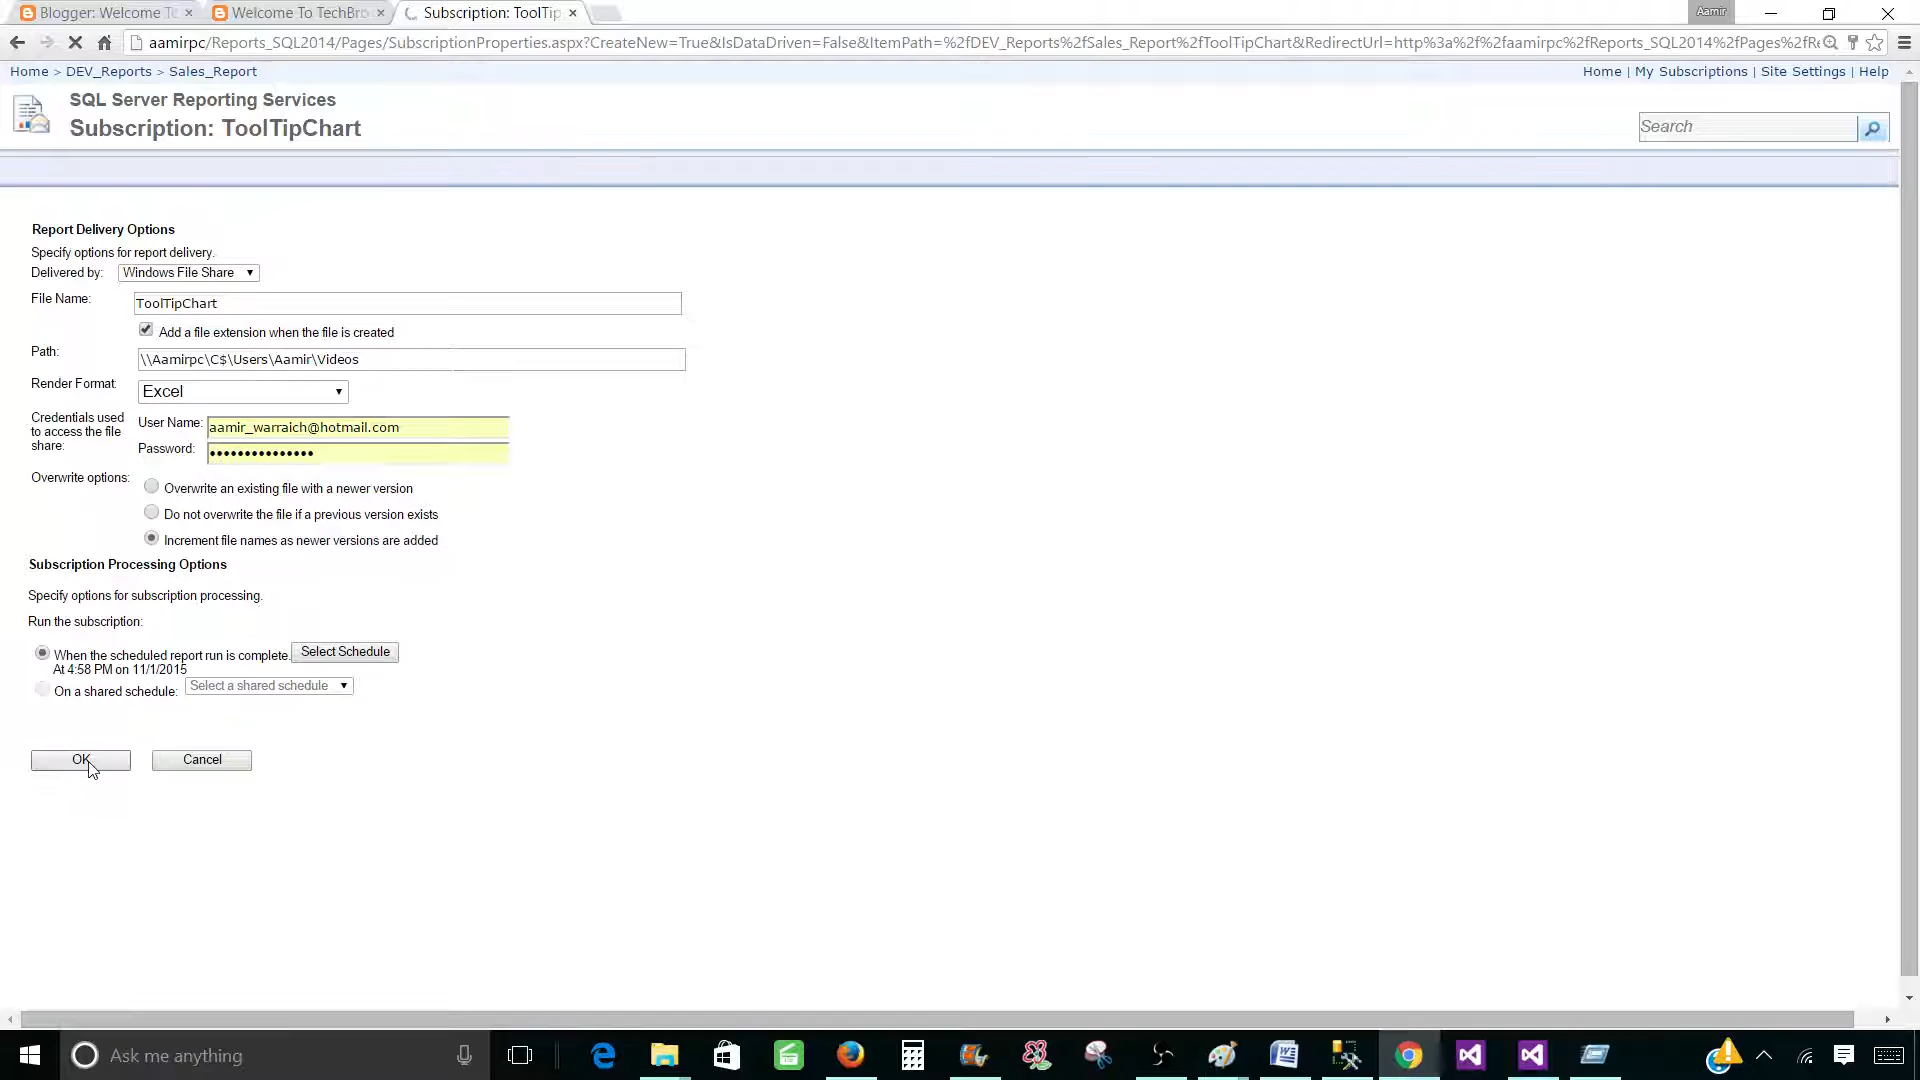 Blogger: Welcome To
Welcome To TechBro
Subscription: ToolTip
Aamir
aamirpc/Reports_SQL2014/Pages/SubscriptionProperties.aspx?CreateNew=True&IsDataDriven=False&ItemPath=%2fDEV_Reports%2fSales_Report%2fToolTipChart&RedirectUrl=http%3a%2f%2faamirpc%2fReports_SQL2014%2fPages%2fRe
Home > DEV_Reports > Sales_Report
Home | My Subscriptions | Site Settings | Help
SQL Server Reporting Services
Subscription: ToolTipChart
Search
Report Delivery Options
Specify options for report delivery.
Delivered by: Windows File Share
File Name: ToolTipChart
Add a file extension when the file is created
Path: \\Aamirpc\C$\Users\Aamir\Videos
Render Format: Excel
Credentials used to access the file share:
User Name: aamir_warraich@hotmail.com
Password: •••••••••••••••
Overwrite options:
Overwrite an existing file with a newer version
Do not overwrite the file if a previous version exists
Increment file names as newer versions are added
Subscription Processing Options
Specify options for subscription processing.
Run the subscription:
When the scheduled report run is complete. Select Schedule
At 4:58 PM on 11/1/2015
On a shared schedule: Select a shared schedule
OK
Cancel
Ask me anything